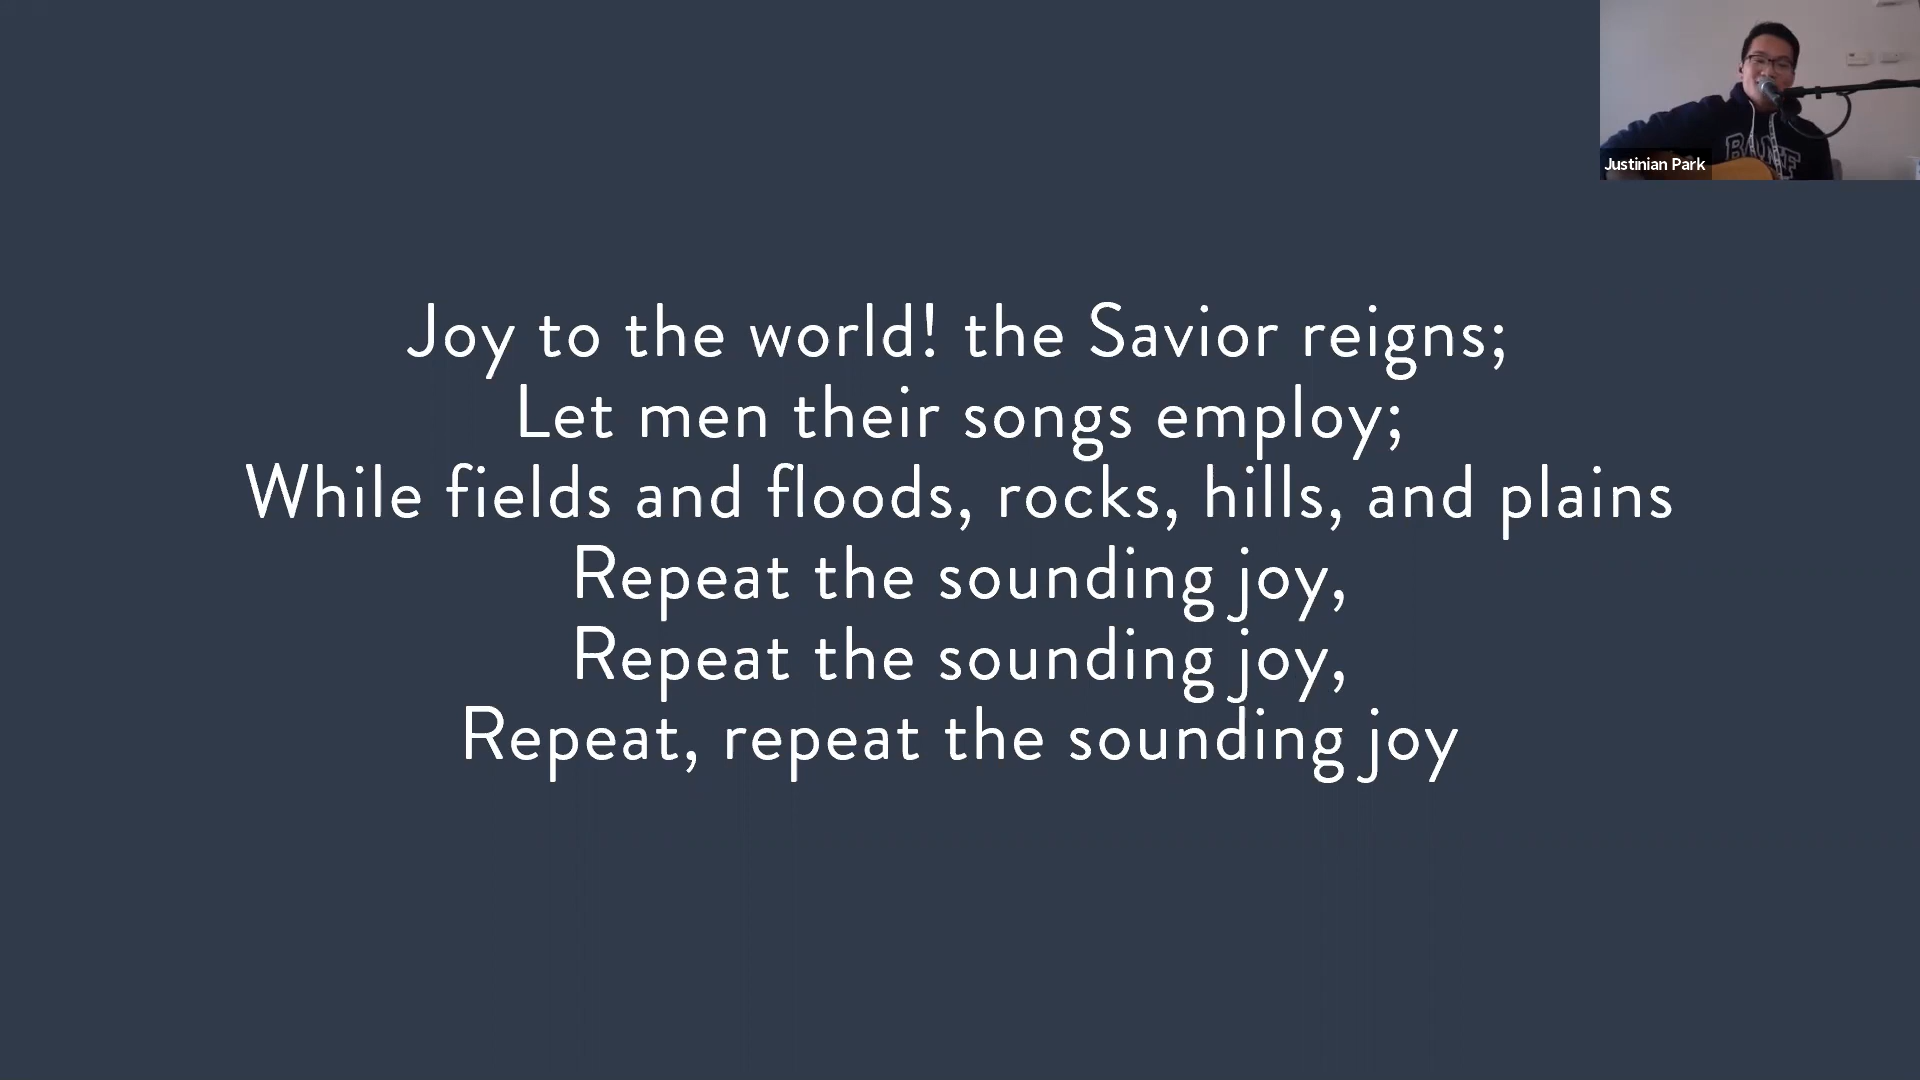 Joy to the world! the Savior reigns;
Let men their songs employ;
While fields and floods, rocks, hills, and plains
Repeat the sounding joy,
Repeat the sounding joy,
Repeat, repeat the sounding joy
Justinian Park